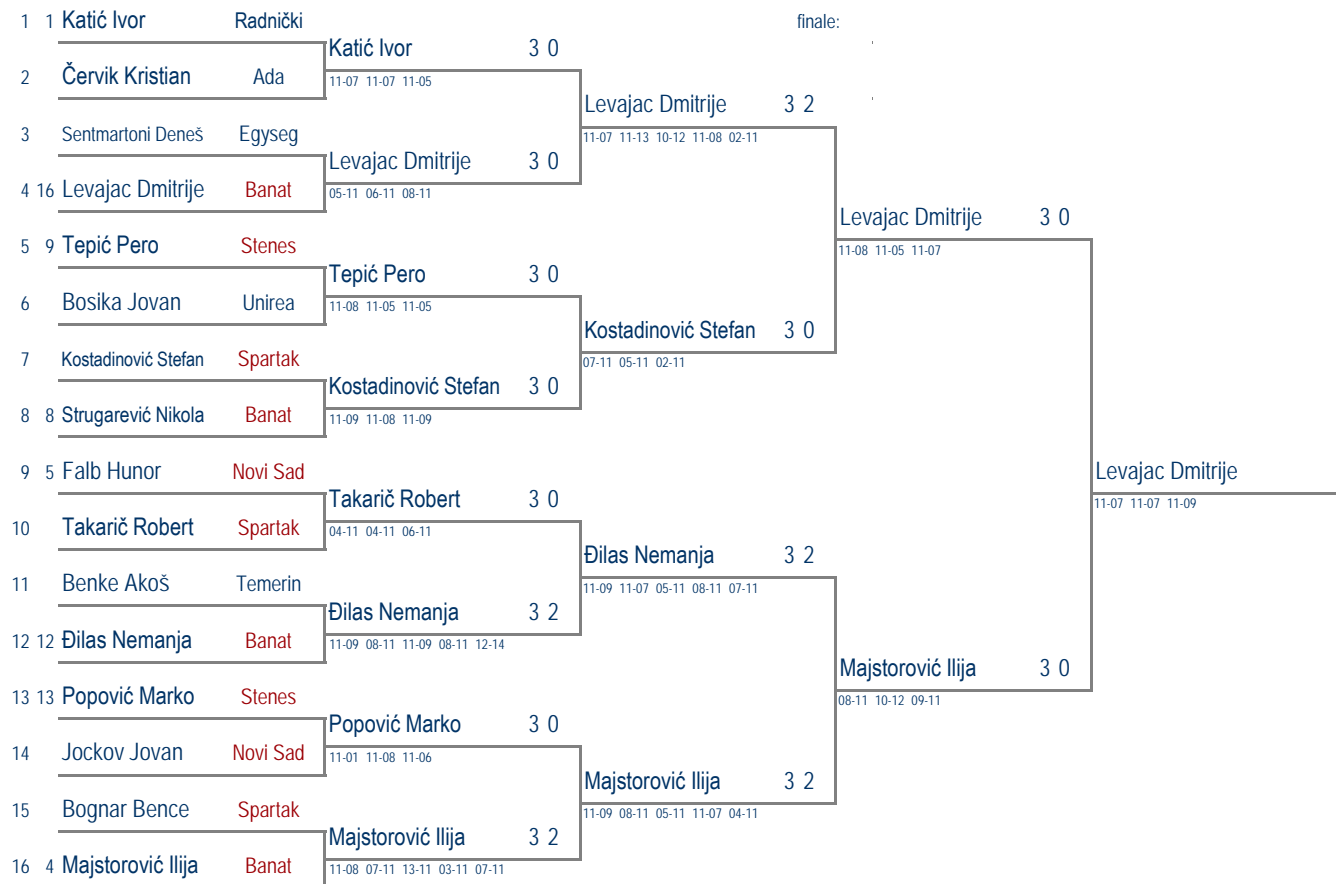 1 1 Katić Ivor Radnički finale:
Katić Ivor 3 0
2 Červik Kristian Ada
11-07 11-07 11-05
Levajac Dmitrije 3 2
3 Sentmartoni Deneš Egyseg
11-07 11-13 10-12 11-08 02-11
Levajac Dmitrije 3 0
4 16 Levajac Dmitrije Banat
05-11 06-11 08-11
Levajac Dmitrije 3 0
5 9 Tepić Pero Stenes
11-08 11-05 11-07
Tepić Pero 3 0
6 Bosika Jovan Unirea
11-08 11-05 11-05
Kostadinović Stefan 3 0
7 Kostadinović Stefan Spartak
07-11 05-11 02-11
Kostadinović Stefan 3 0
8 8 Strugarević Nikola Banat
11-09 11-08 11-09
9 5 Falb Hunor Novi Sad
Levajac Dmitrije
Takarič Robert 3 0
11-07 11-07 11-09
10 Takarič Robert Spartak
04-11 04-11 06-11
Đilas Nemanja 3 2
11 Benke Akoš Temerin
11-09 11-07 05-11 08-11 07-11
Đilas Nemanja 3 2
12 12 Đilas Nemanja Banat
11-09 08-11 11-09 08-11 12-14
Majstorović Ilija 3 0
13 13 Popović Marko Stenes
08-11 10-12 09-11
Popović Marko 3 0
14 Jockov Jovan Novi Sad
11-01 11-08 11-06
Majstorović Ilija 3 2
15 Bognar Bence Spartak
11-09 08-11 05-11 11-07 04-11
Majstorović Ilija 3 2
16 4 Majstorović Ilija Banat
11-08 07-11 13-11 03-11 07-11